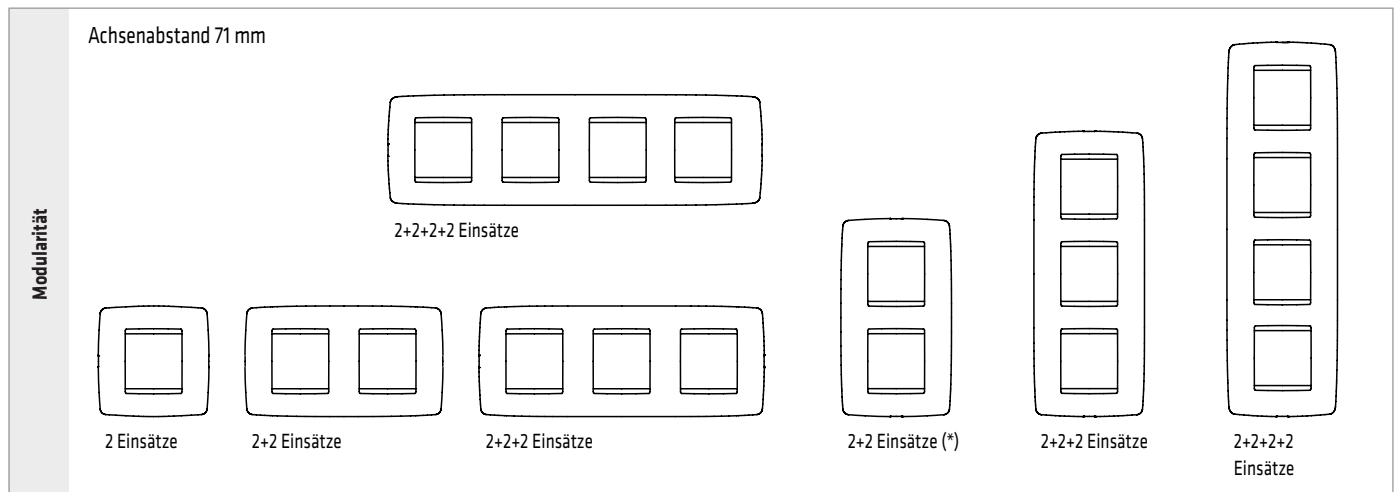 Achsenabstand 71 mm
Modularität
2+2+2+2 Einsätze
2 Einsätze
2+2 Einsätze
2+2+2 Einsätze
2+2 Einsätze (*)
2+2+2 Einsätze
2+2+2+2
Einsätze